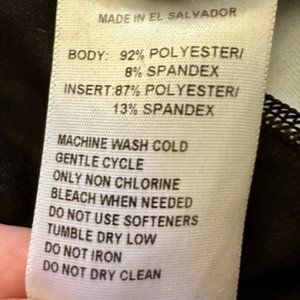 MADE IN EL SALVADOR
BODY: 92% POLYESTER/
8% SPANDEX
INSERT:87% POLYESTER/
13% SPANDEX
MACHINE WASH COLD
GENTLE CYCLE
ONLY NON CHLORINE
BLEACH WHEN NEEDED
DO NOT USE SOFTENERS
TUMBLE DRY LOW
DO NOT IRON
DO NOT DRY CLEAN